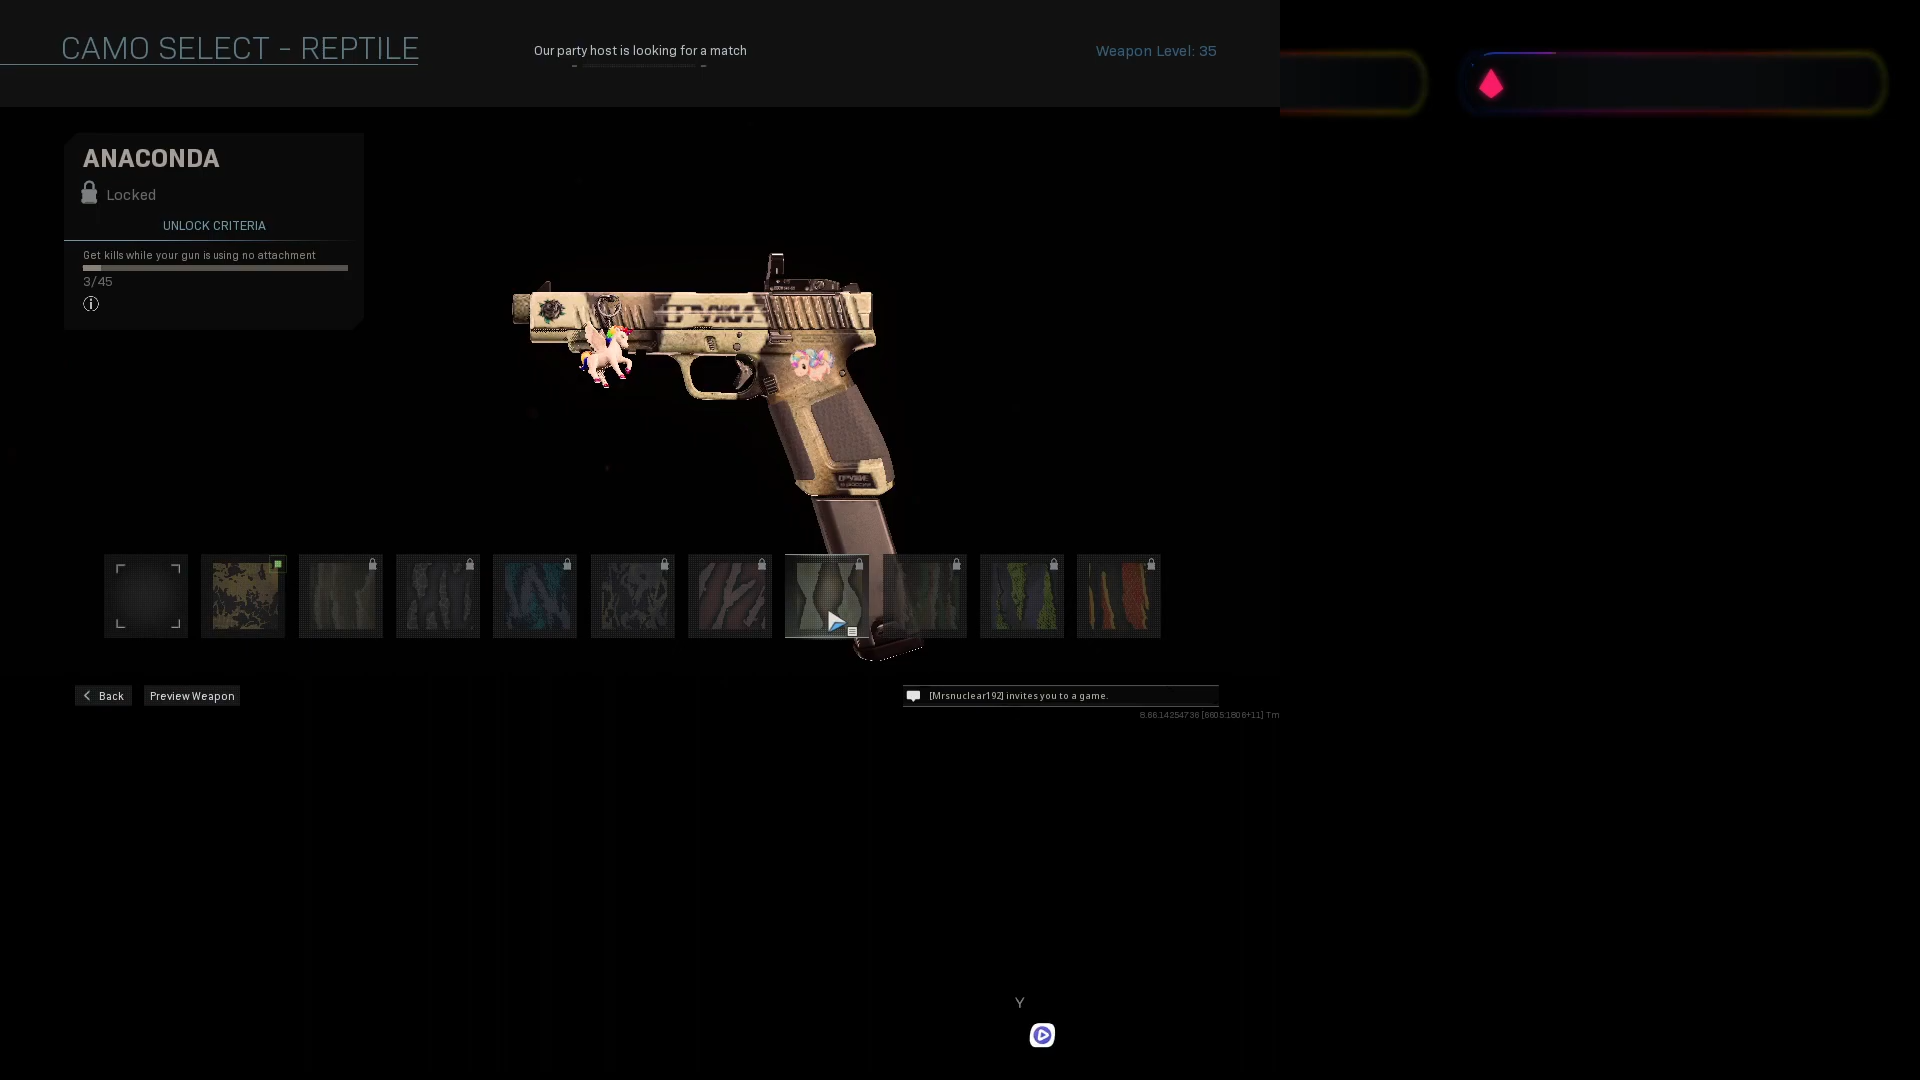 CAMO SELECT - REPTILE
Our party host is looking for a match
Weapon Level: 35
ANACONDA
Locked
UNLOCK CRITERIA
Get kills while your gun is using no attachment
3/45
Back
Preview Weapon
[Mrsnuclear192] invites you to a game.
Y